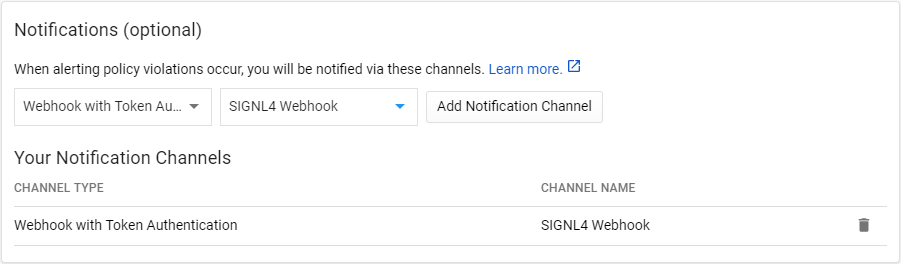 Notifications (optional)
When alerting policy violations occur, you will be notified via these channels. Learn more.
Webhook with Token Au... SIGNL4 Webhook Add Notification Channel
Your Notification Channels
CHANNEL TYPE CHANNEL NAME
Webhook with Token Authentication SIGNL4 Webhook